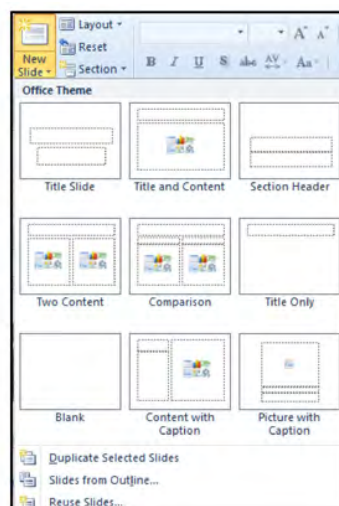 Layout
Reset
New Slide
Section
B I U S abc AV Aa
A A
Office Theme
Title Slide
Title and Content
Section Header
Two Content
Comparison
Title Only
Blank
Content with Caption
Picture with Caption
Duplicate Selected Slides
Slides from Outline...
Reuse Slides...